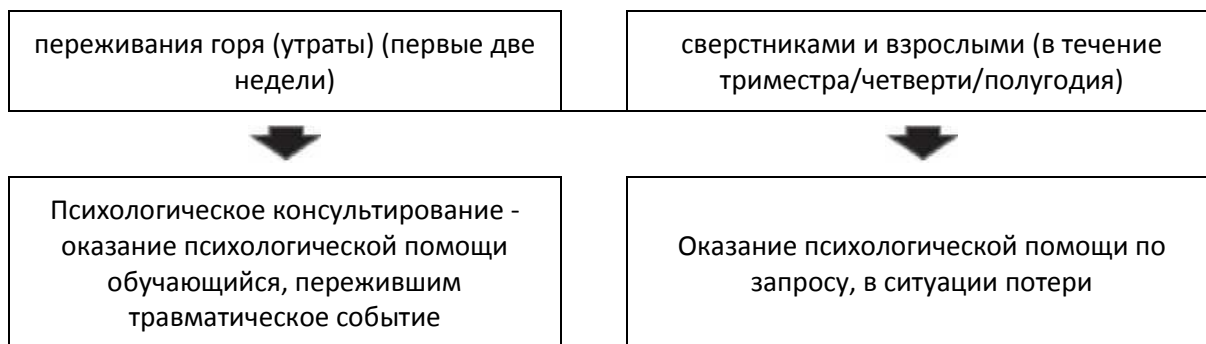 переживания горя (утраты) (первые две
недели)
сверстниками и взрослыми (в течение
триместра/четверти/полугодия)
Психологическое консультирование -
оказание психологической помощи
обучающийся, пережившим
травматическое событие
Оказание психологической помощи по
запросу, в ситуации потери